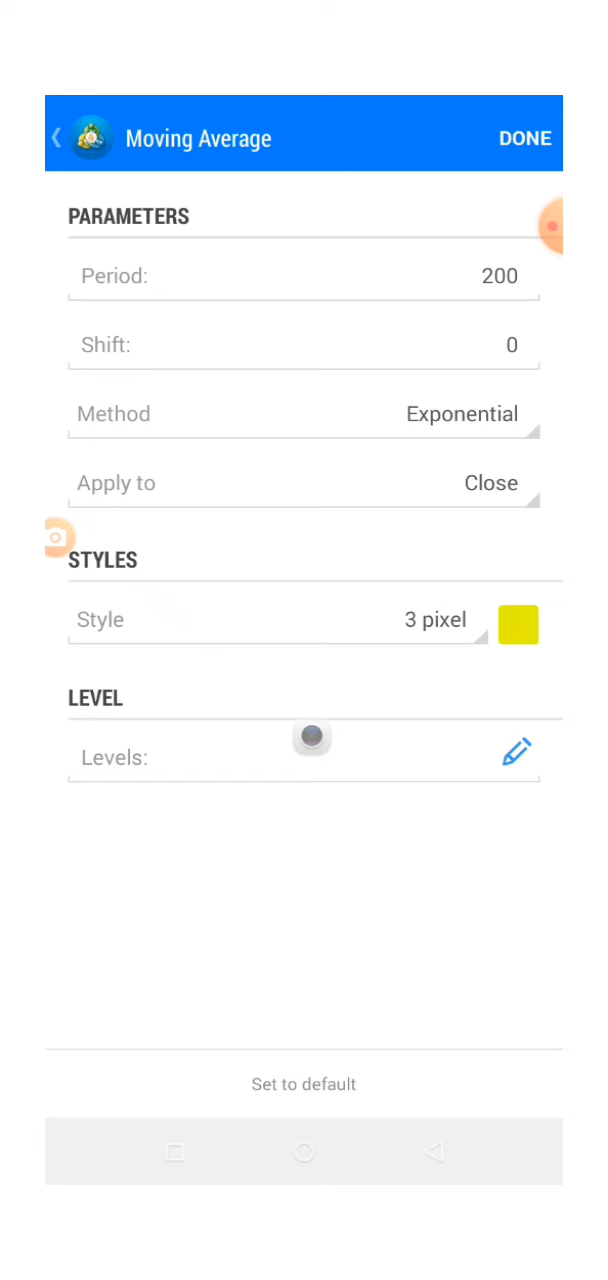 Moving Average DONE
PARAMETERS
Period: 200
Shift: 0
Method Exponential
Apply to Close
STYLES
Style 3 pixel
LEVEL
Levels:
Set to default